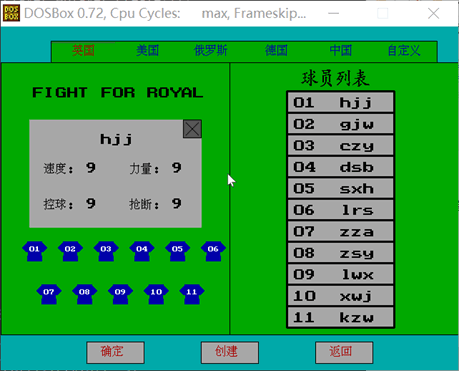 DOSBox 0.72, Cpu Cycles: max, Frameskip...
英国 美国 俄罗斯 德国 中国 自定义
FIGHT FOR ROYAL
hjj
速度: 9 力量: 9
控球: 9 抢断: 9
01 02 03 04 05 06
07 08 09 10 11
球员列表
01 hjj
02 gjw
03 czy
04 dsb
05 sxh
06 lrs
07 zza
08 zsy
09 lwx
10 xwj
11 kzw
确定 创建 返回